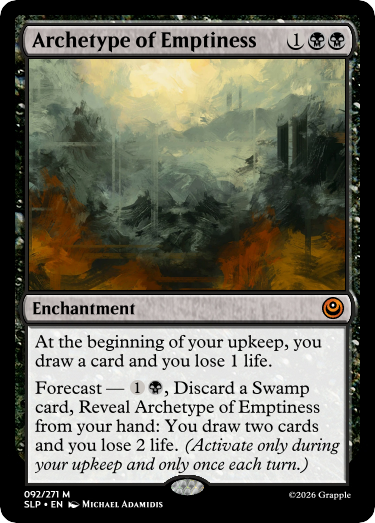 Archetype of Emptiness 1
Enchantment
At the beginning of your upkeep, you
draw a card and you lose 1 life.
Forecast — 1 , Discard a Swamp
card, Reveal Archetype of Emptiness
from your hand: You draw two cards
and you lose 2 life. (Activate only during
your upkeep and only once each turn.)
092/271 M
SLP • EN Michael Adamidis
©2026 Grapple